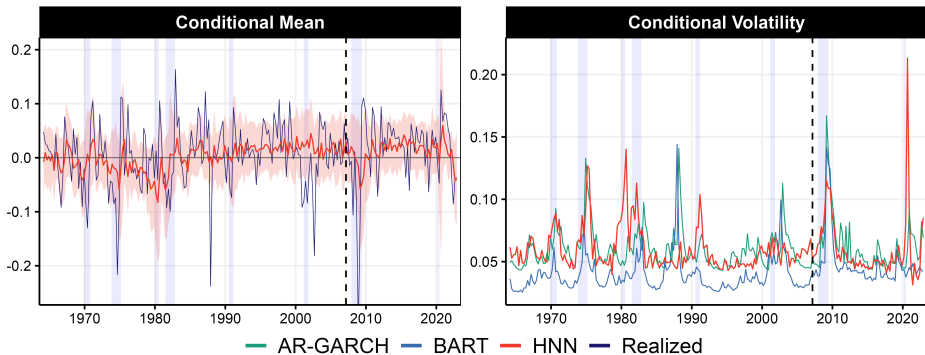 Conditional Mean
Conditional Volatility
0.2
0.1
0.0
-0.1
-0.2
1970 1980 1990 2000 2010 2020
0.20
0.15
0.10
0.05
1970 1980 1990 2000 2010 2020
AR-GARCH BART HNN Realized